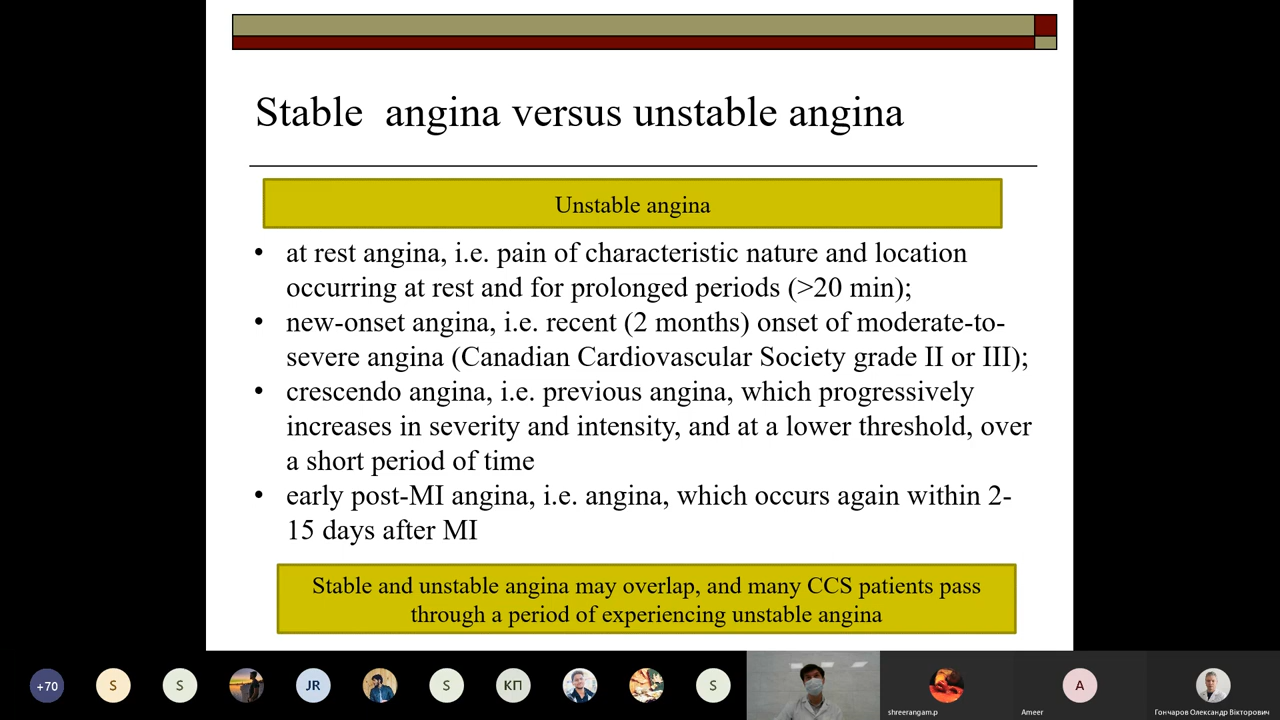 Stable angina versus unstable angina
Unstable angina
• at rest angina, i.e. pain of characteristic nature and location
occurring at rest and for prolonged periods (>20 min);
• new-onset angina, i.e. recent (2 months) onset of moderate-to-
severe angina (Canadian Cardiovascular Society grade II or III);
• crescendo angina, i.e. previous angina, which progressively
increases in severity and intensity, and at a lower threshold, over
a short period of time
• early post-MI angina, i.e. angina, which occurs again within 2-
15 days after MI
Stable and unstable angina may overlap, and many CCS patients pass
through a period of experiencing unstable angina
+70
S
S
JR
S
КП
S
A
shreerangam.p
Ameer
Гончаров Олександр Вікторович